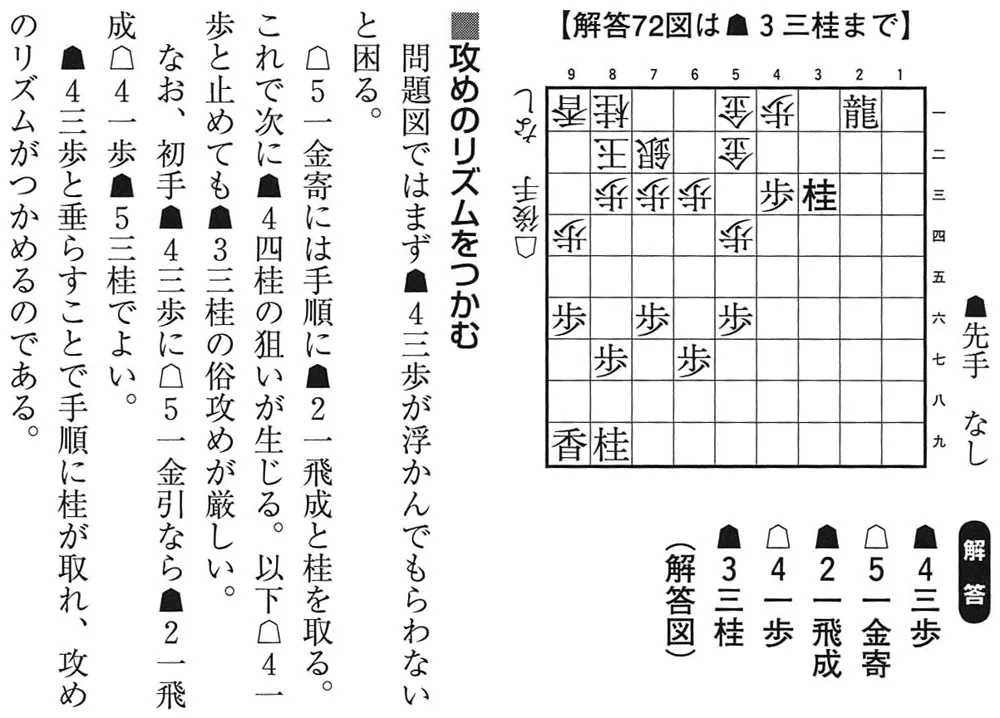 【解答72図は☗3三桂まで】
9 8 7 6 5 4 3 2 1
香 桂 金 歩 龍 一
王 銀 金 二
歩 歩 歩 歩 桂 三
歩 歩 四
五
歩 歩 歩 六
歩 歩 七
八
香 桂 九
☖後手 なし
☗先手 なし
解答
☗4三歩
☖5一金寄
☗2一飛成
☖4一歩
☗3三桂
(解答図)
■攻めのリズムをつかむ
問題図ではまず☗4三歩が浮かんでもらわない
と困る。
☖5一金寄には手順に☗2一飛成と桂を取る。
これで次に☗4四桂の狙いが生じる。以下☖4一
歩と止めても☗3三桂の俗攻めが厳しい。
なお、初手☗4三歩に☖5一金引なら☗2一飛
成☖4一歩☗5三桂でよい。
☗4三歩と垂らすことで手順に桂が取れ、攻め
のリズムがつかめるのである。